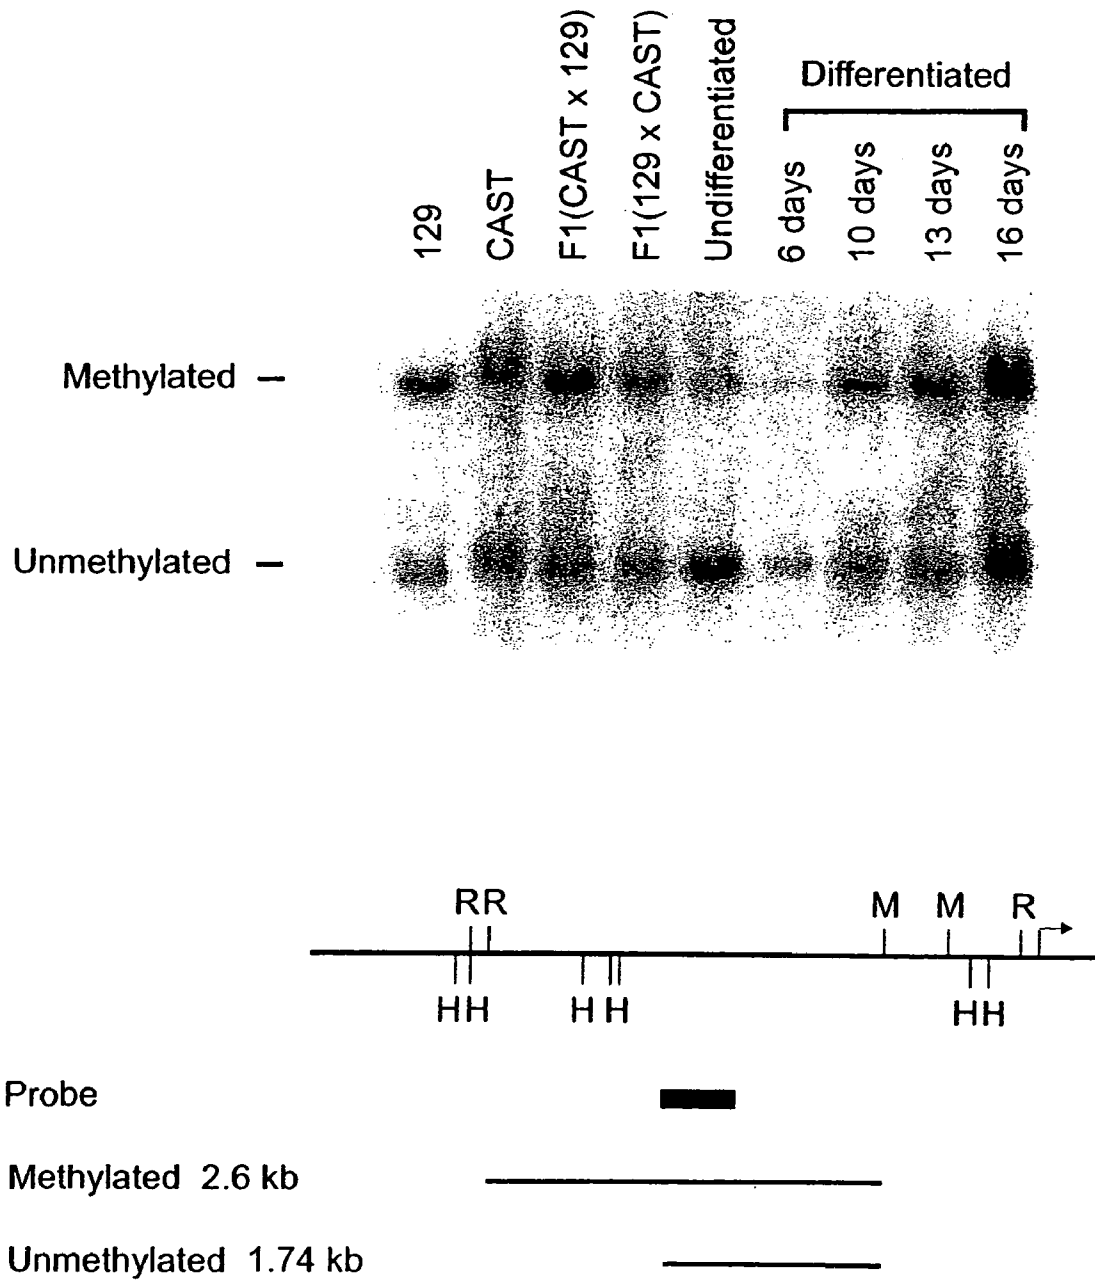 Differentiated
129
CAST
F1(CAST x 129)
F1(129 x CAST)
Undifferentiated
6 days
10 days
13 days
16 days
Methylated
Unmethylated
R R M M R
H H H H H H
Probe
Methylated 2.6 kb
Unmethylated 1.74 kb